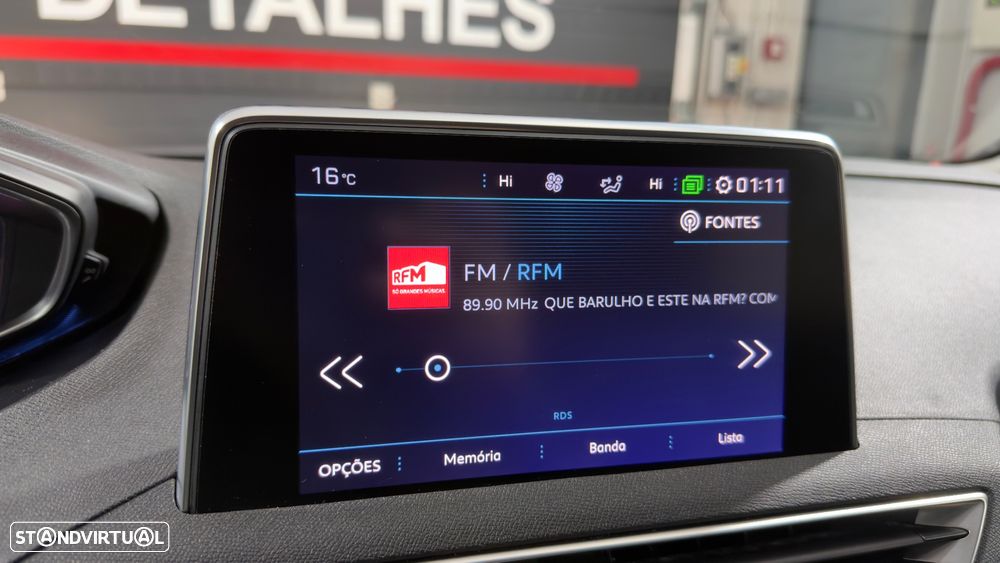 DETALHES
16°C
Hi
Hi
01:11
FONTES
RFM
SÓ GRANDES MÚSICAS.
FM / RFM
89.90 MHz QUE BARULHO E ESTE NA RFM? COM
RDS
OPÇÕES
Memória
Banda
Lista
STANDVIRTUAL